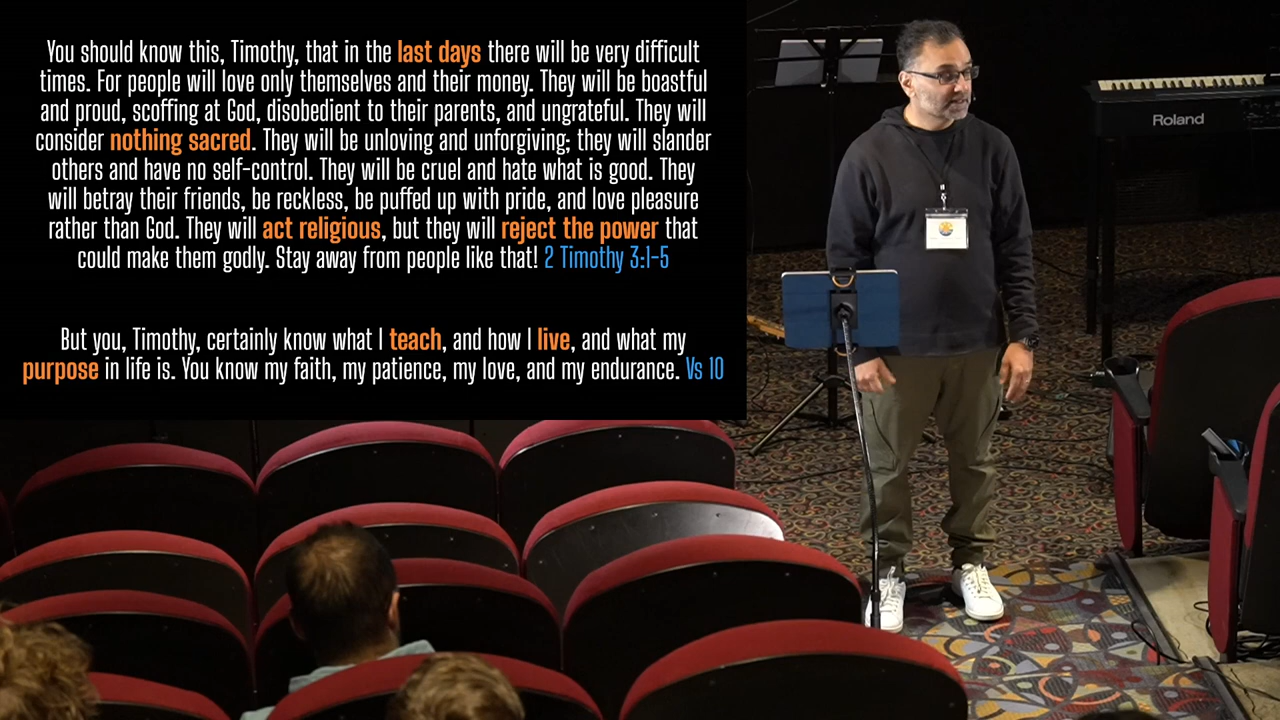 You should know this, Timothy, that in the last days there will be very difficult
times. For people will love only themselves and their money. They will be boastful
and proud, scoffing at God, disobedient to their parents, and ungrateful. They will
consider nothing sacred. They will be unloving and unforgiving; they will slander
others and have no self-control. They will be cruel and hate what is good. They
will betray their friends, be reckless, be puffed up with pride, and love pleasure
rather than God. They will act religious, but they will reject the power that
could make them godly. Stay away from people like that! 2 Timothy 3:1-5
But you, Timothy, certainly know what I teach, and how I live, and what my
purpose in life is. You know my faith, my patience, my love, and my endurance. Vs 10
Roland